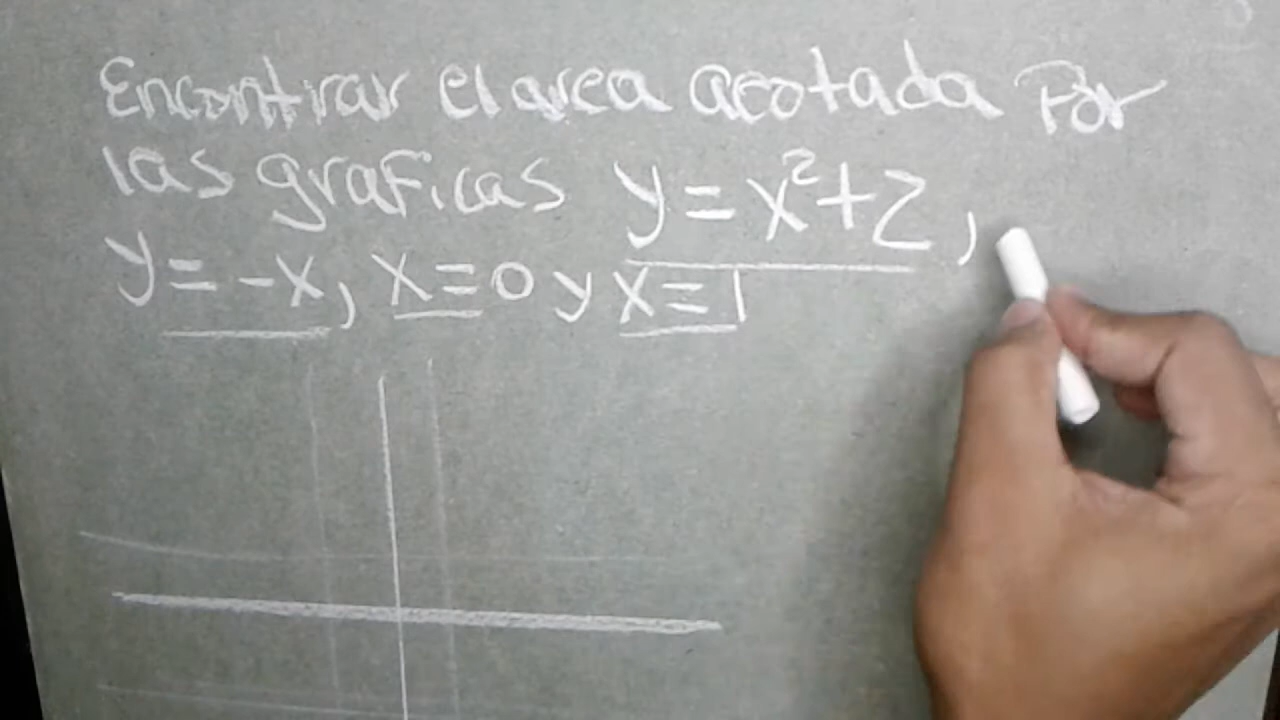 Encontrar el area acotada Por
las graficas y = x² + 2 ,
y = -x, x = 0 y x = 1